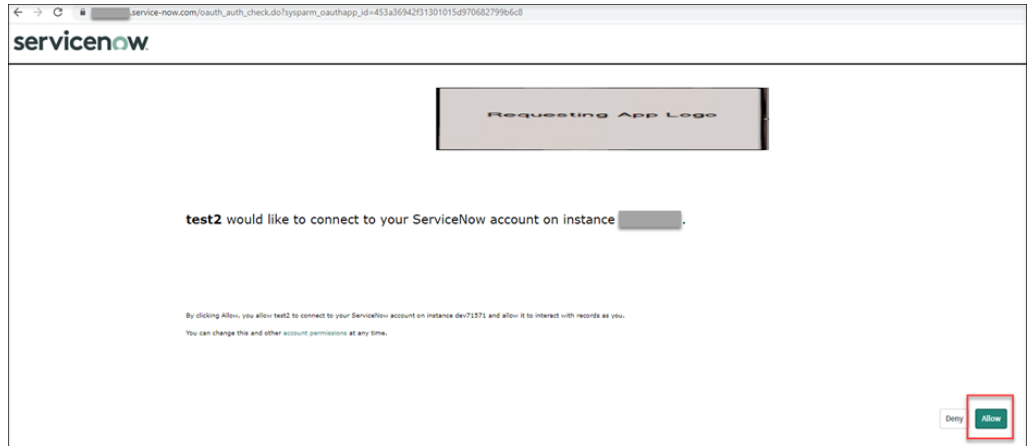 .service-now.com/oauth_auth_check.do?sysparm_oauthapp_id=453a36942f31301015d970682799b6c8
servicenow
Requesting App Logo
test2 would like to connect to your ServiceNow account on instance .
By clicking Allow, you allow test2 to connect to your ServiceNow account on instance dev71571 and allow it to interact with records as you.
You can change this and other account permissions at any time.
Deny Allow